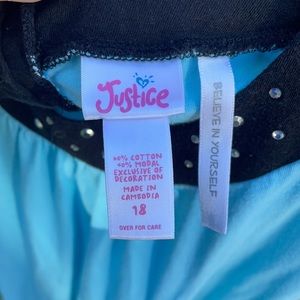 Justice
60% COTTON
40% MODAL
EXCLUSIVE OF
DECORATION
MADE IN
CAMBODIA
18
OVER FOR CARE
BELIEVE IN YOURSELF